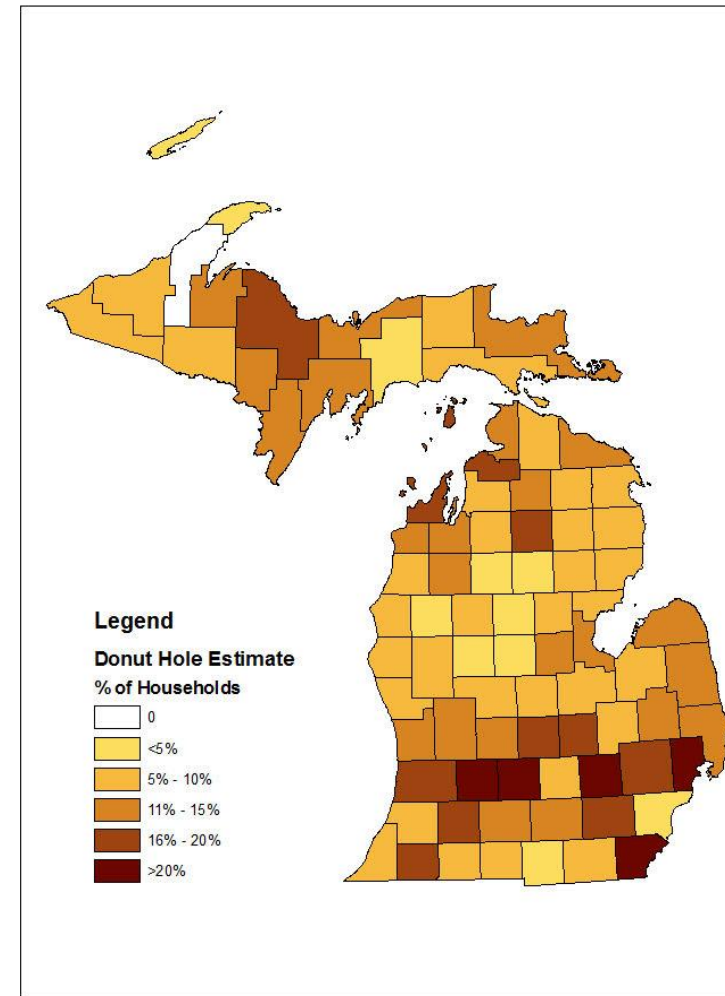 Legend
Donut Hole Estimate
% of Households
0
<5%
5% - 10%
11% - 15%
16% - 20%
>20%